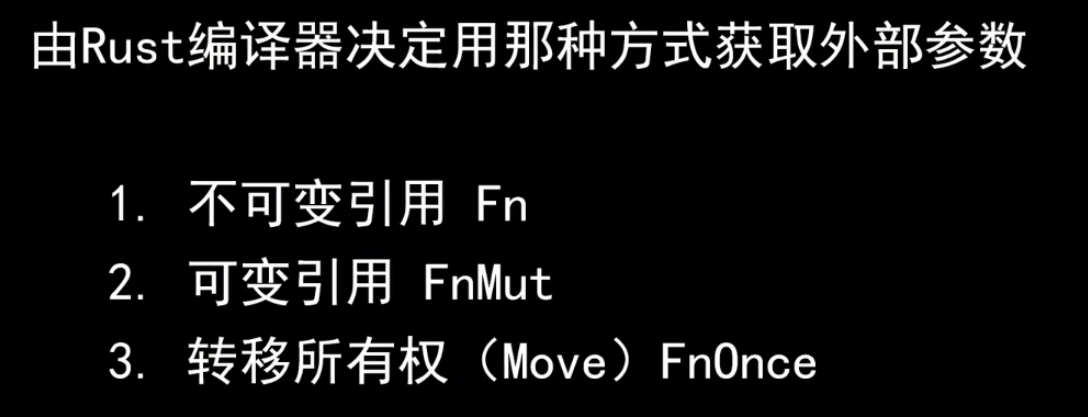 由Rust编译器决定用那种方式获取外部参数
1. 不可变引用 Fn
2. 可变引用 FnMut
3. 转移所有权（Move）FnOnce